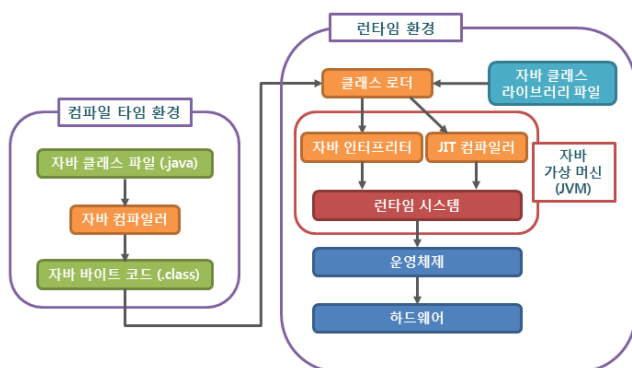 런타임 환경
클래스 로더
자바 클래스
라이브러리 파일
컴파일 타임 환경
자바 인터프리터
JIT 컴파일러
자바
가상 머신
(JVM)
자바 클래스 파일 (.java)
런타임 시스템
자바 컴파일러
운영체제
자바 바이트 코드 (.class)
하드웨어